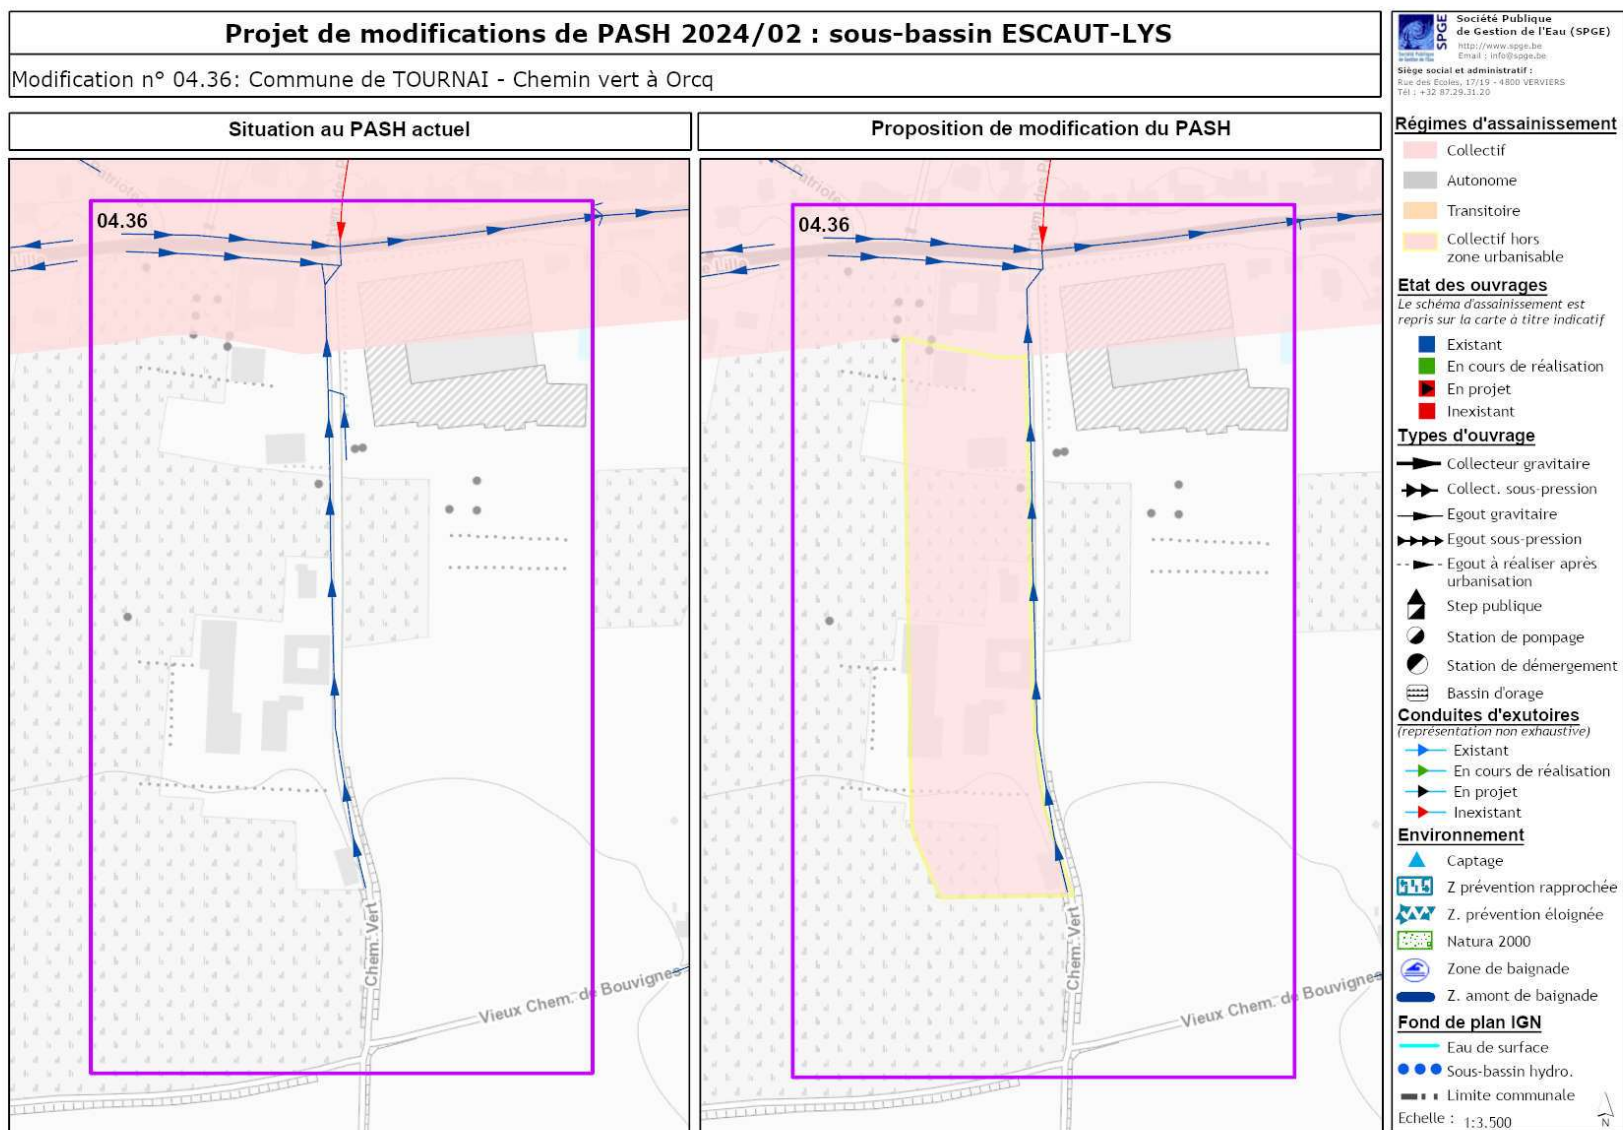 Projet de modifications de PASH 2024/02 : sous-bassin ESCAUT-LYS
Modification n° 04.36: Commune de TOURNAI - Chemin vert à Orcq
Situation au PASH actuel
04.36
Chem. Vert
Vieux Chem. de Bouvignes
Proposition de modification du PASH
Patriotes
04.36
Chem. Vert
Vieux Chem. de Bouvignes
SPGE
Société Publique
de Gestion de l'Eau (SPGE)
http://www.spge.be
Email : info@spge.be
Siège social et administratif :
Rue des Ecoles, 17/19 - 4800 VERVIERS
Tél : +32 87.29.31.20
Régimes d'assainissement
Collectif
Autonome
Transitoire
Collectif hors
zone urbanisable
Etat des ouvrages
Le schéma d'assainissement est
repris sur la carte à titre indicatif
Existant
En cours de réalisation
En projet
Inexistant
Types d'ouvrage
Collecteur gravitaire
Collect. sous-pression
Egout gravitaire
Egout sous-pression
Egout à réaliser après
urbanisation
Step publique
Station de pompage
Station de démergement
Bassin d'orage
Conduites d'exutoires
(représentation non exhaustive)
Existant
En cours de réalisation
En projet
Inexistant
Environnement
Captage
Z prévention rapprochée
Z. prévention éloignée
Natura 2000
Zone de baignade
Z. amont de baignade
Fond de plan IGN
Eau de surface
Sous-bassin hydro.
Limite communale
Echelle : 1:3.500
N